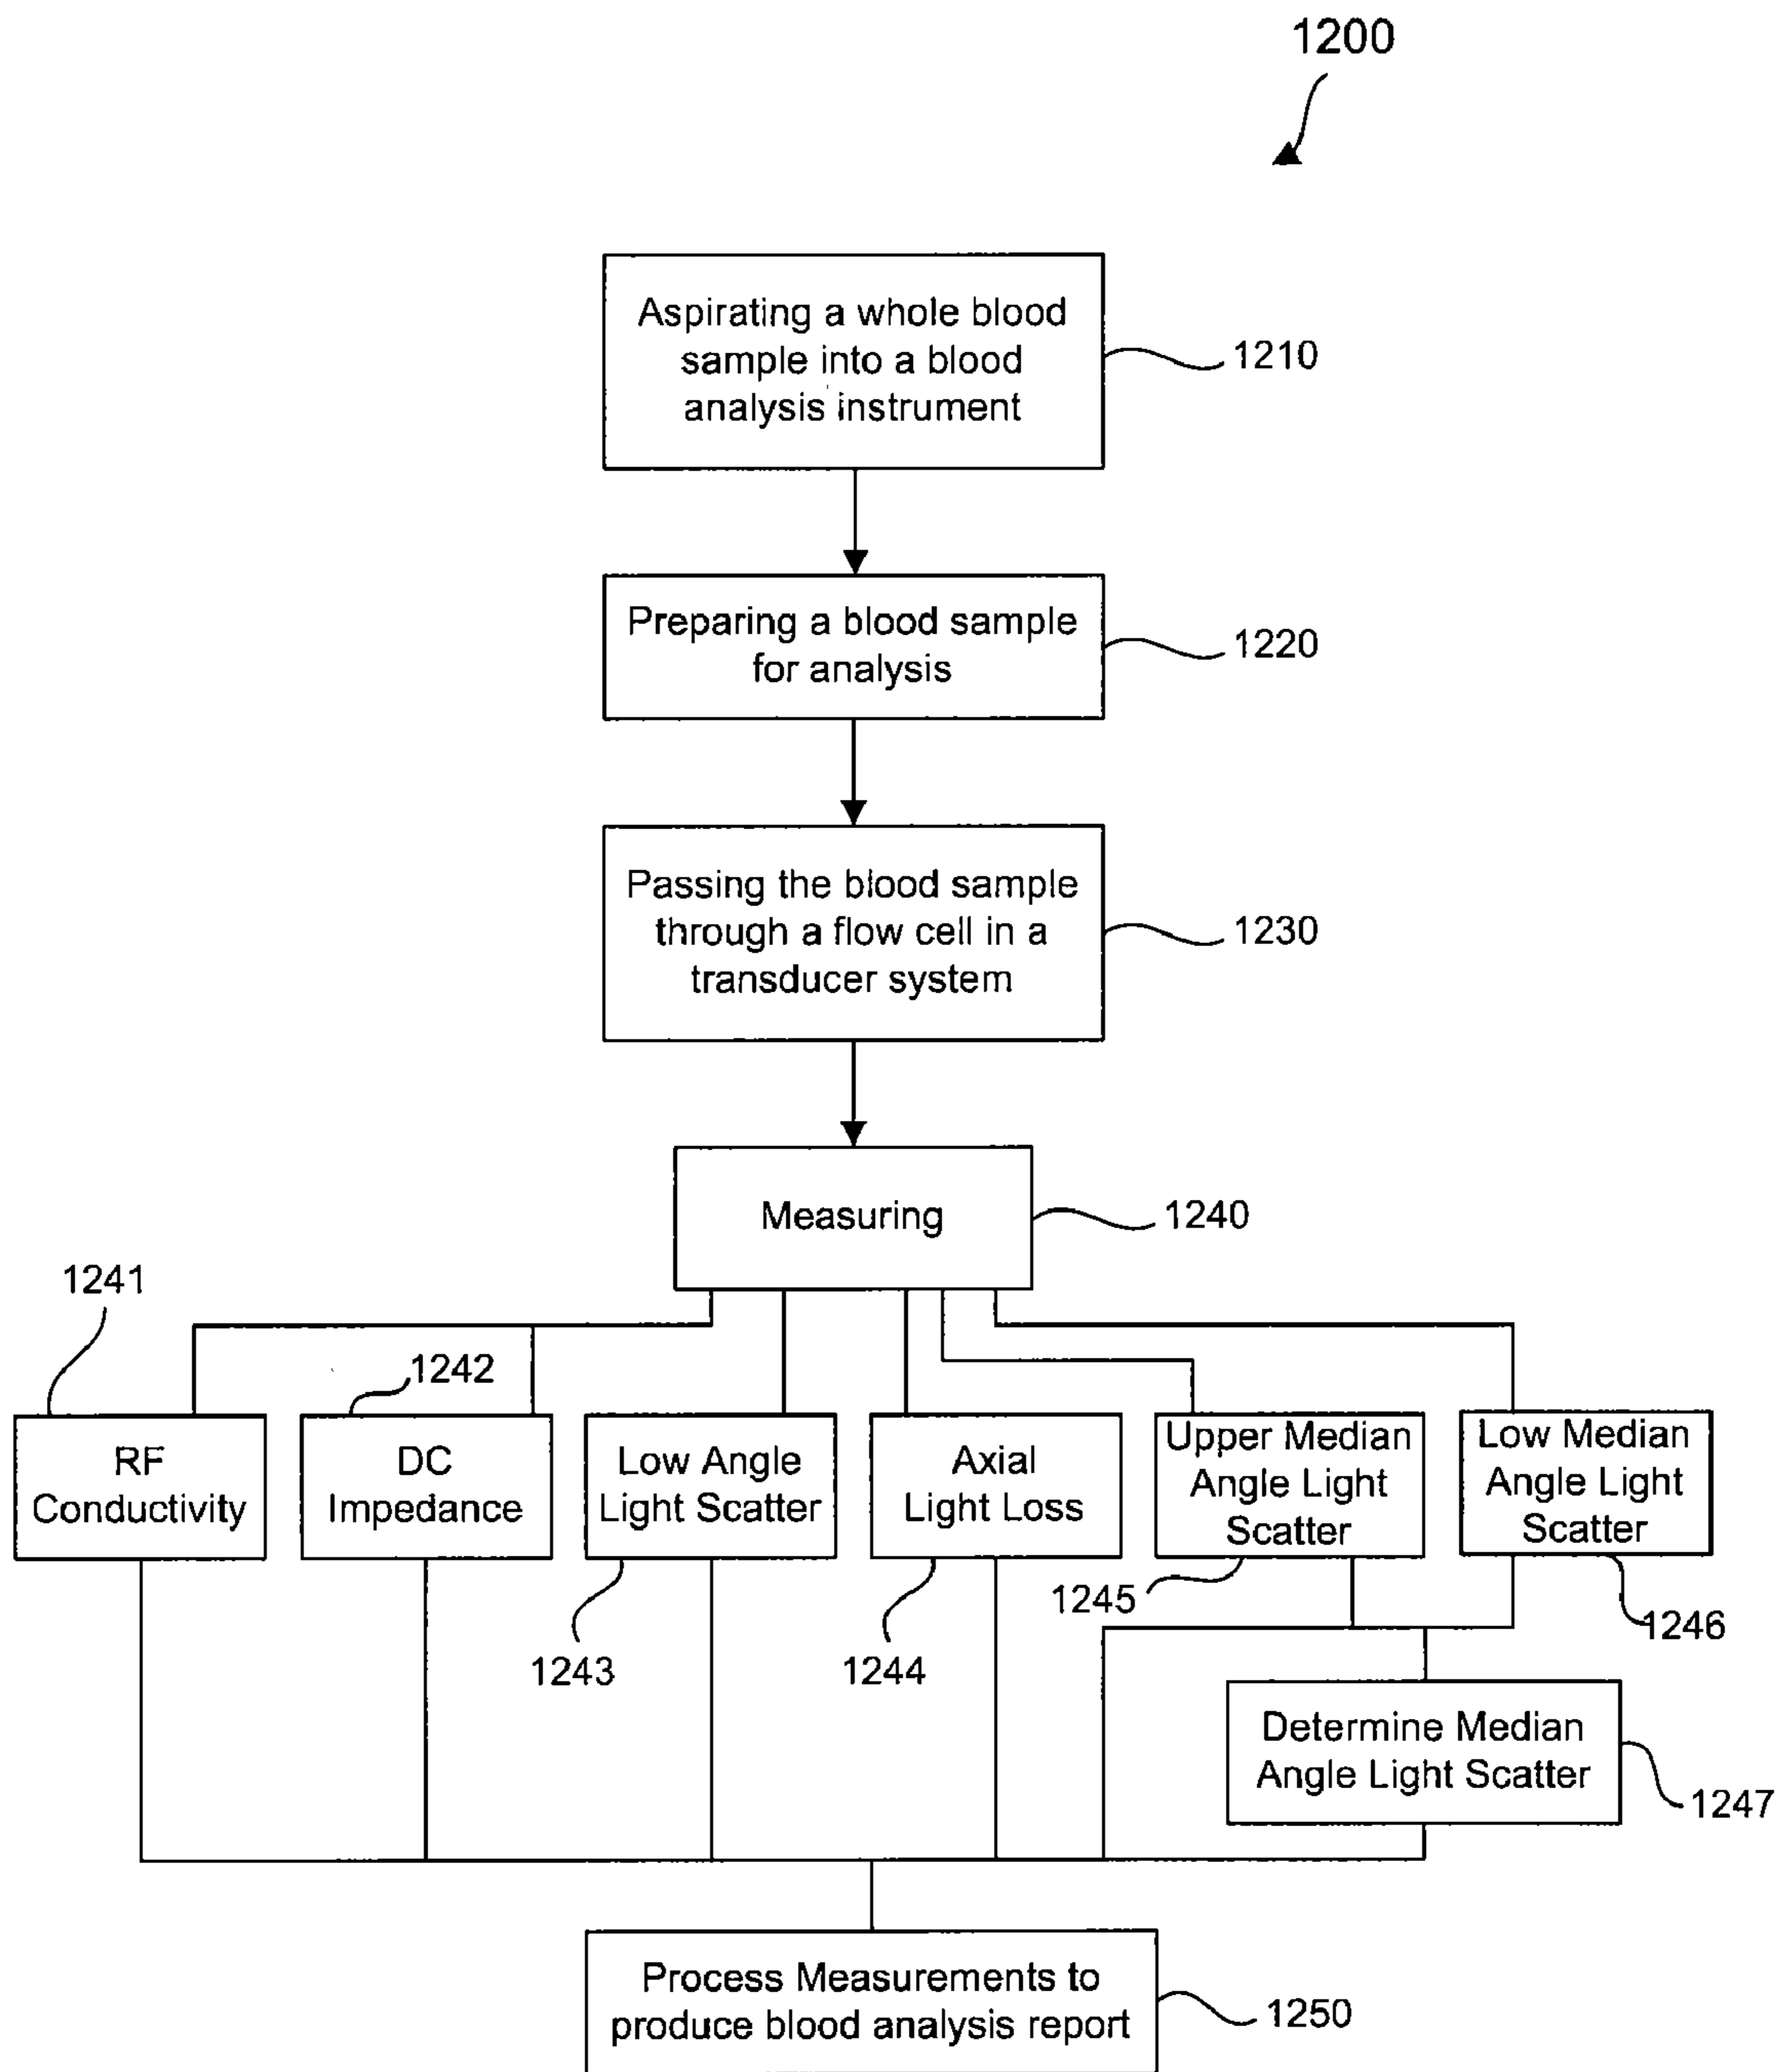 1200
Aspirating a whole blood
sample into a blood
analysis instrument
1210
Preparing a blood sample
for analysis
1220
Passing the blood sample
through a flow cell in a
transducer system
1230
Measuring
1240
1241
1242
RF
Conductivity
DC
Impedance
Low Angle
Light Scatter
Axial
Light Loss
Upper Median
Angle Light
Scatter
Low Median
Angle Light
Scatter
1243
1244
1245
1246
Determine Median
Angle Light Scatter
1247
Process Measurements to
produce blood analysis report
1250